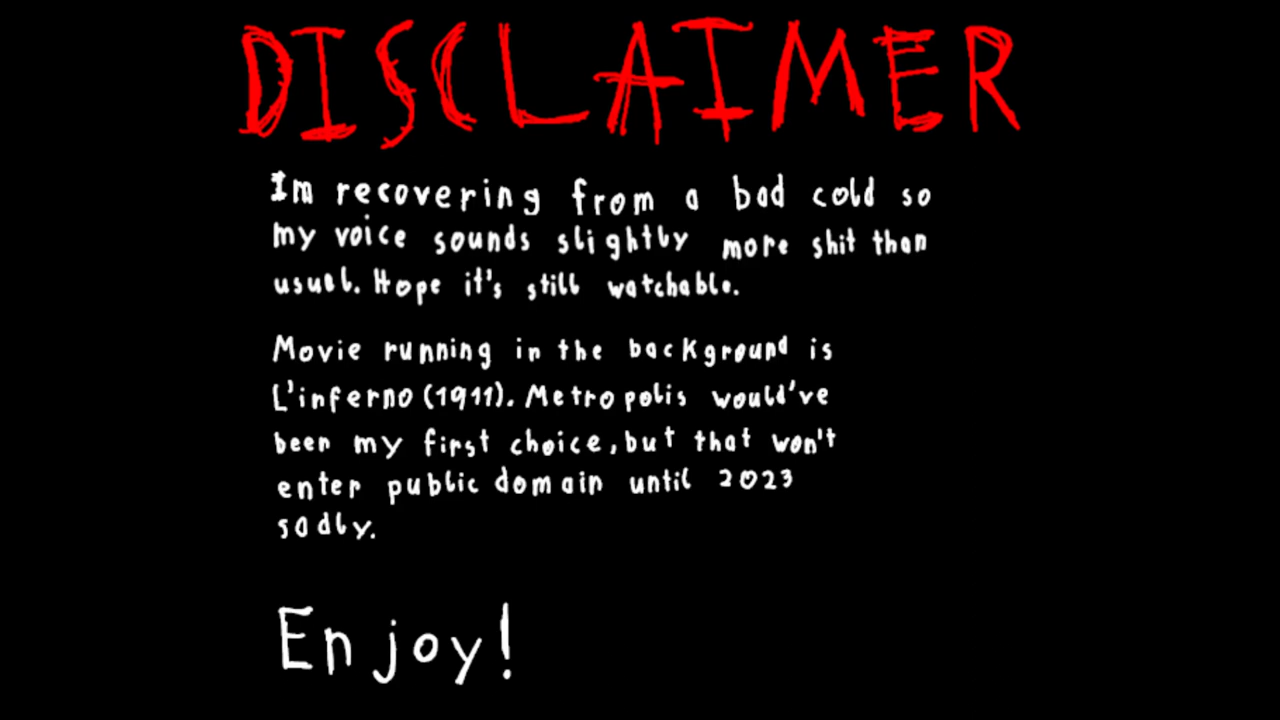 DISCLAIMER
Im recovering from a bad cold so
my voice sounds slightly more shit than
usual. Hope it's still watchable.
Movie running in the background is
L'inferno (1911). Metropolis would've
been my first choice, but that won't
enter public domain until 2023
sadly.
Enjoy!